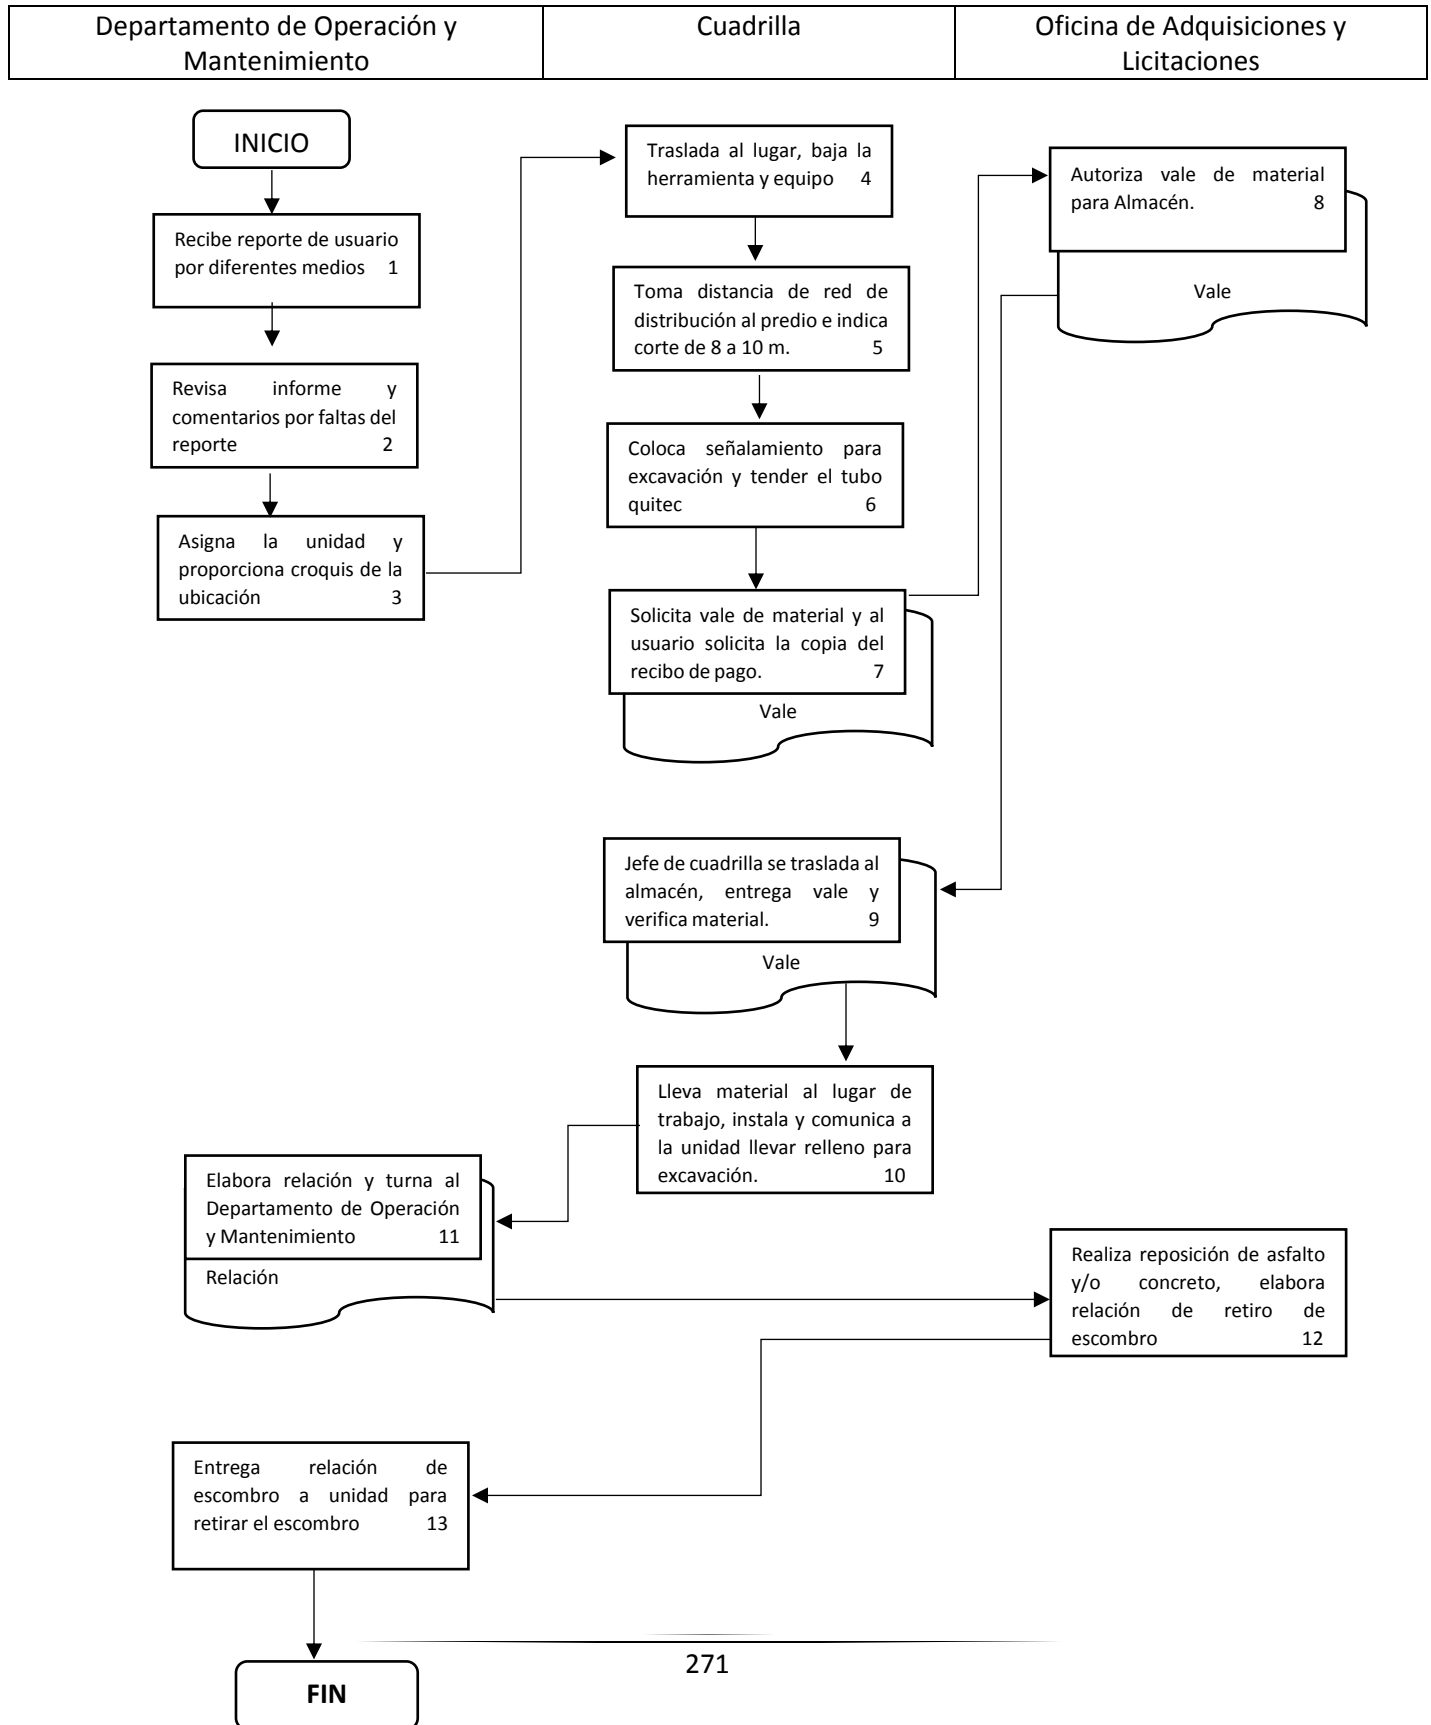 Departamento de Operación y
Mantenimiento
Cuadrilla
Oficina de Adquisiciones y
Licitaciones
INICIO
Recibe reporte de usuario
por diferentes medios 1
Revisa informe y
comentarios por faltas del
reporte 2
Asigna la unidad y
proporciona croquis de la
ubicación 3
Traslada al lugar, baja la
herramienta y equipo 4
Toma distancia de red de
distribución al predio e indica
corte de 8 a 10 m. 5
Coloca señalamiento para
excavación y tender el tubo
quitec 6
Solicita vale de material y al
usuario solicita la copia del
recibo de pago. 7
Vale
Autoriza vale de material
para Almacén. 8
Vale
Jefe de cuadrilla se traslada al
almacén, entrega vale y
verifica material. 9
Vale
Lleva material al lugar de
trabajo, instala y comunica a
la unidad llevar relleno para
excavación. 10
Elabora relación y turna al
Departamento de Operación
y Mantenimiento 11
Relación
Realiza reposición de asfalto
y/o concreto, elabora
relación de retiro de
escombro 12
Entrega relación de
escombro a unidad para
retirar el escombro 13
FIN
271